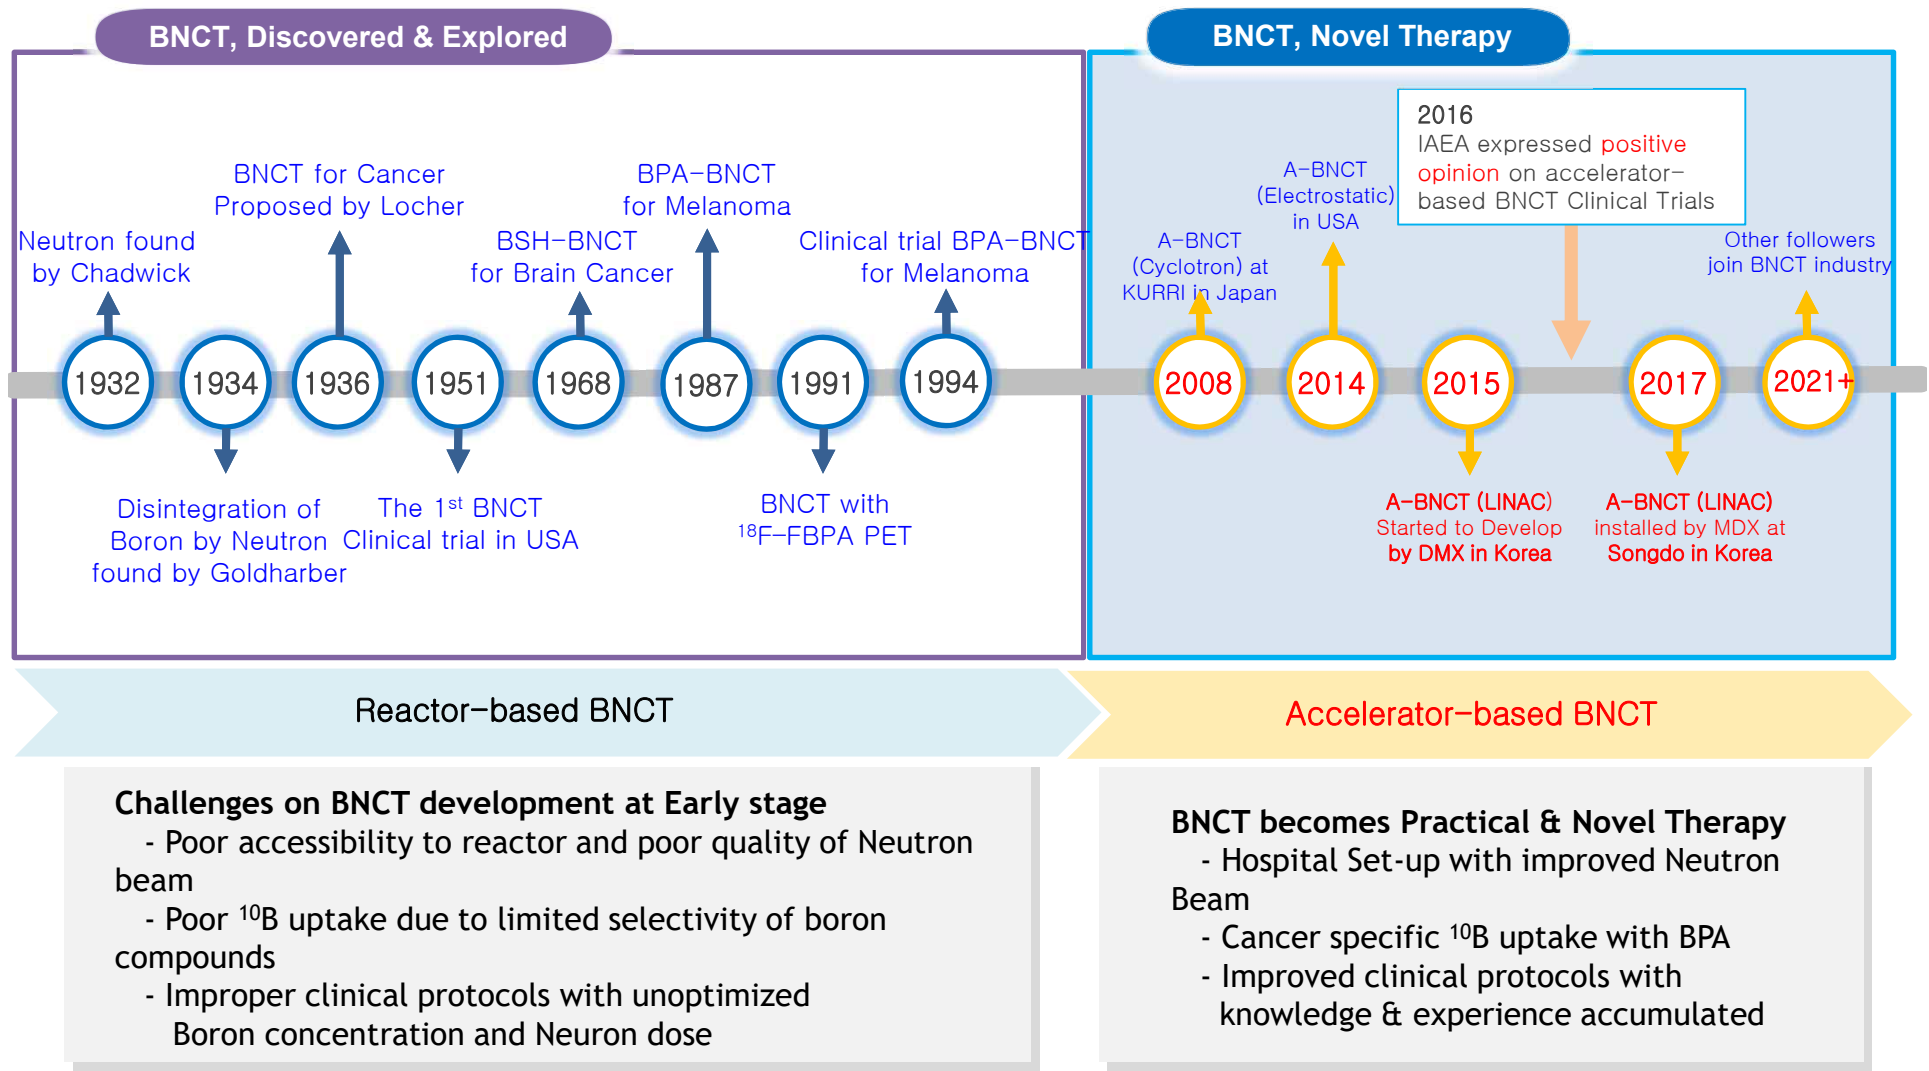 BNCT, Discovered & Explored
BNCT, Novel Therapy
2016
IAEA expressed positive
opinion on accelerator-
based BNCT Clinical Trials
Neutron found
by Chadwick
BNCT for Cancer
Proposed by Locher
BSH-BNCT
for Brain Cancer
BPA-BNCT
for Melanoma
Clinical trial BPA-BNCT
for Melanoma
A-BNCT
(Cyclotron) at
KURRI in Japan
A-BNCT
(Electrostatic)
in USA
Other followers
join BNCT industry
1932
1934
1936
1951
1968
1987
1991
1994
2008
2014
2015
2017
2021+
Disintegration of
Boron by Neutron
found by Goldharber
The 1st BNCT
Clinical trial in USA
BNCT with
18F-FBPA PET
A-BNCT (LINAC)
Started to Develop
by DMX in Korea
A-BNCT (LINAC)
installed by MDX at
Songdo in Korea
Reactor-based BNCT
Accelerator-based BNCT
Challenges on BNCT development at Early stage
- Poor accessibility to reactor and poor quality of Neutron
beam
- Poor 10B uptake due to limited selectivity of boron
compounds
- Improper clinical protocols with unoptimized
Boron concentration and Neuron dose
BNCT becomes Practical & Novel Therapy
- Hospital Set-up with improved Neutron
Beam
- Cancer specific 10B uptake with BPA
- Improved clinical protocols with
knowledge & experience accumulated